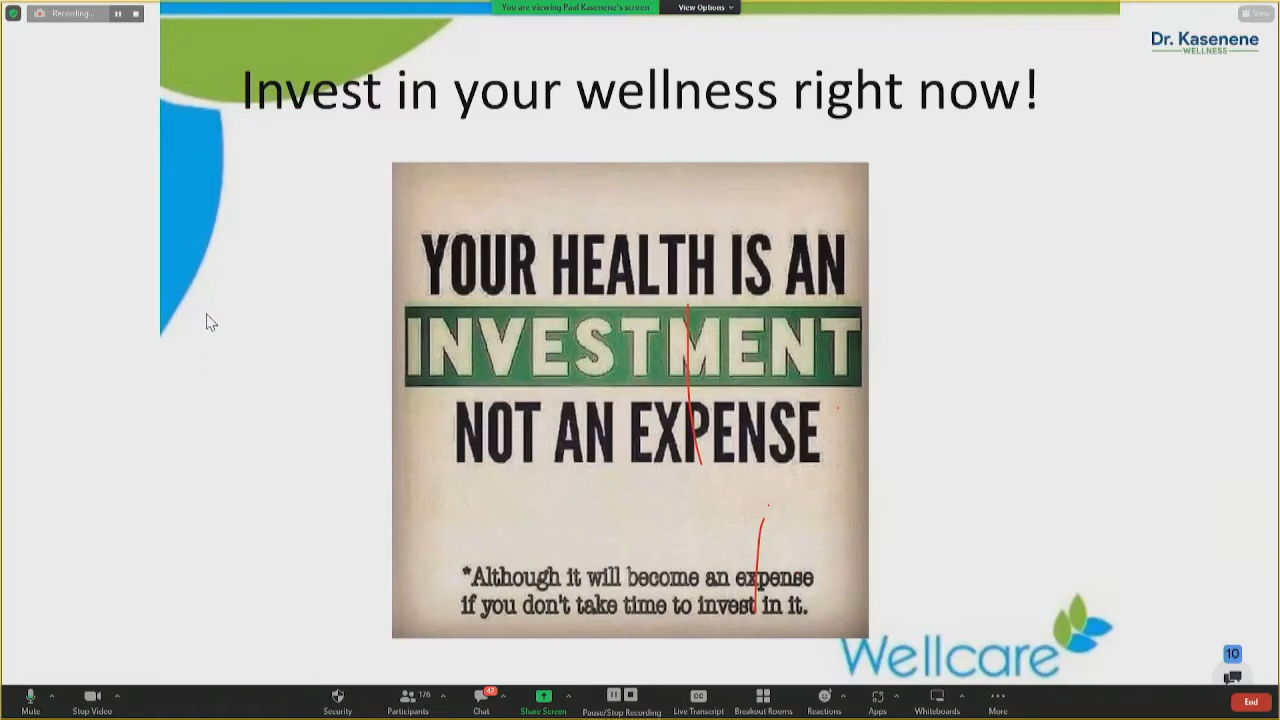 Recording...
You are viewing Paul Kasenene's screen
View Options
View
Dr. Kasenene
WELLNESS
Invest in your wellness right now!
YOUR HEALTH IS AN
INVESTMENT
NOT AN EXPENSE
*Although it will become an expense
if you don't take time to invest in it.
Wellcare
10
Mute
Stop Video
Security
176
Participants
47
Chat
Share Screen
Pause/Stop Recording
CC
Live Transcript
Breakout Rooms
Reactions
Apps
Whiteboards
More
End